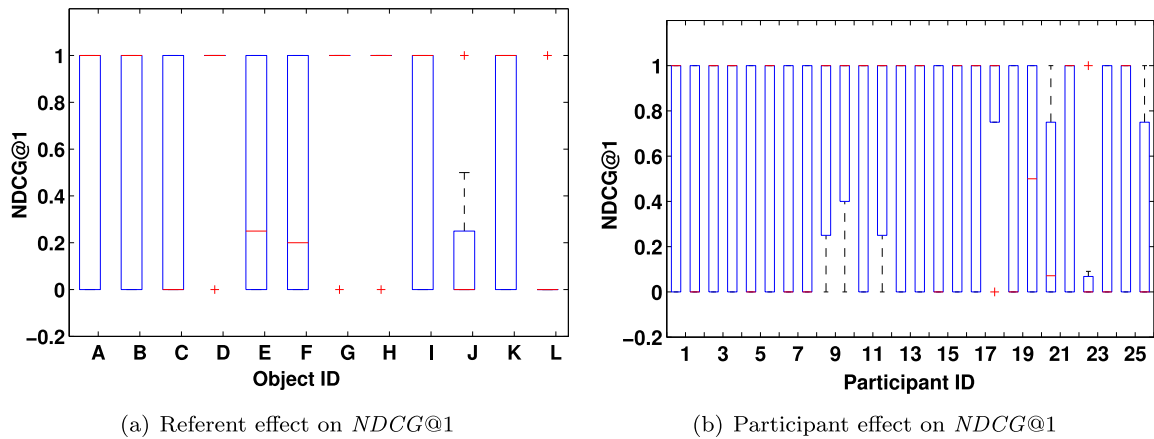 1
0.8
0.6
0.4
0.2
0
−0.2
NDCG@1
A B C D E F G H I J K L
Object ID
(a) Referent effect on NDCG@1
1
0.8
0.6
0.4
0.2
0
−0.2
NDCG@1
1 3 5 7 9 11 13 15 17 19 21 23 25
Participant ID
(b) Participant effect on NDCG@1